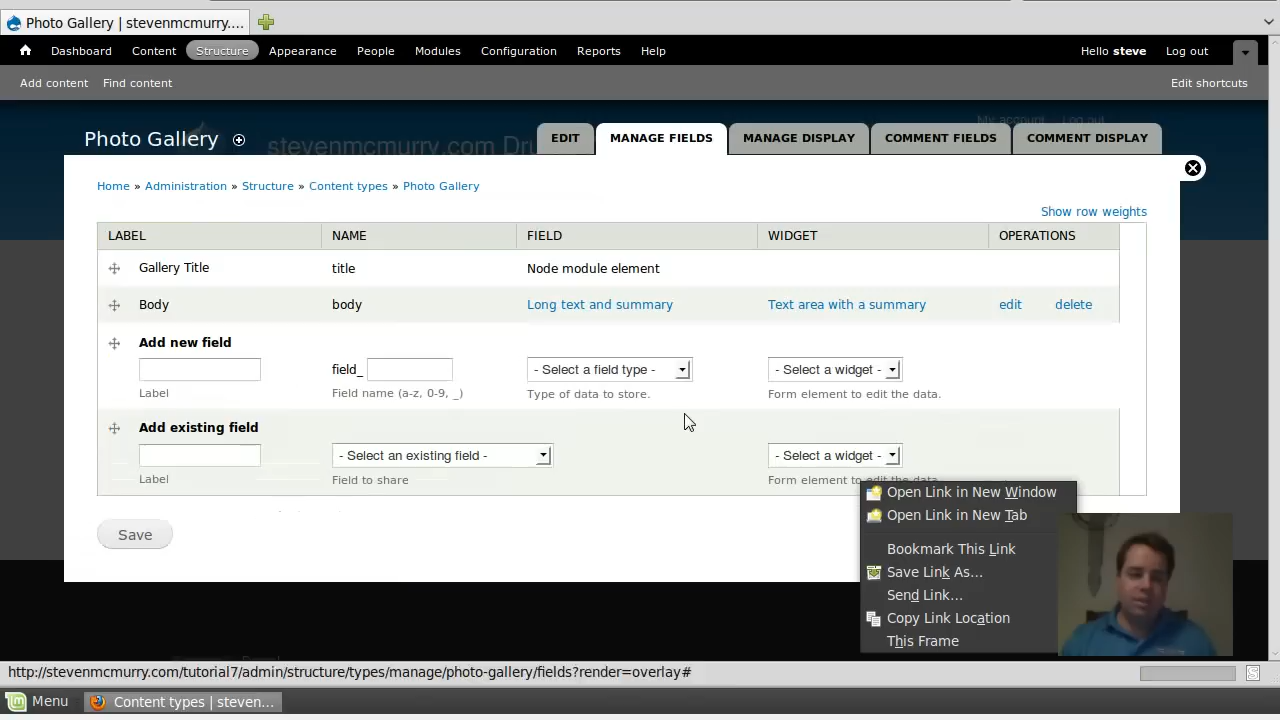 Photo Gallery | stevenmcmurry....
Dashboard Content Structure Appearance People Modules Configuration Reports Help Hello steve Log out
Add content Find content Edit shortcuts
My account Log out
Photo Gallery stevenmcmurry.com EDIT MANAGE FIELDS MANAGE DISPLAY COMMENT FIELDS COMMENT DISPLAY
Home » Administration » Structure » Content types » Photo Gallery
Show row weights
LABEL NAME FIELD WIDGET OPERATIONS
Gallery Title title Node module element
Body body Long text and summary Text area with a summary edit delete
Add new field
field_ - Select a field type - - Select a widget -
Label Field name (a-z, 0-9, _) Type of data to store. Form element to edit the data.
Add existing field
- Select an existing field - - Select a widget -
Label Field to share Form element to edit the data.
Open Link in New Window
Open Link in New Tab
Save
Bookmark This Link
Save Link As...
Send Link...
Copy Link Location
This Frame
http://stevenmcmurry.com/tutorial7/admin/structure/types/manage/photo-gallery/fields?render=overlay#
Menu Content types | steven...